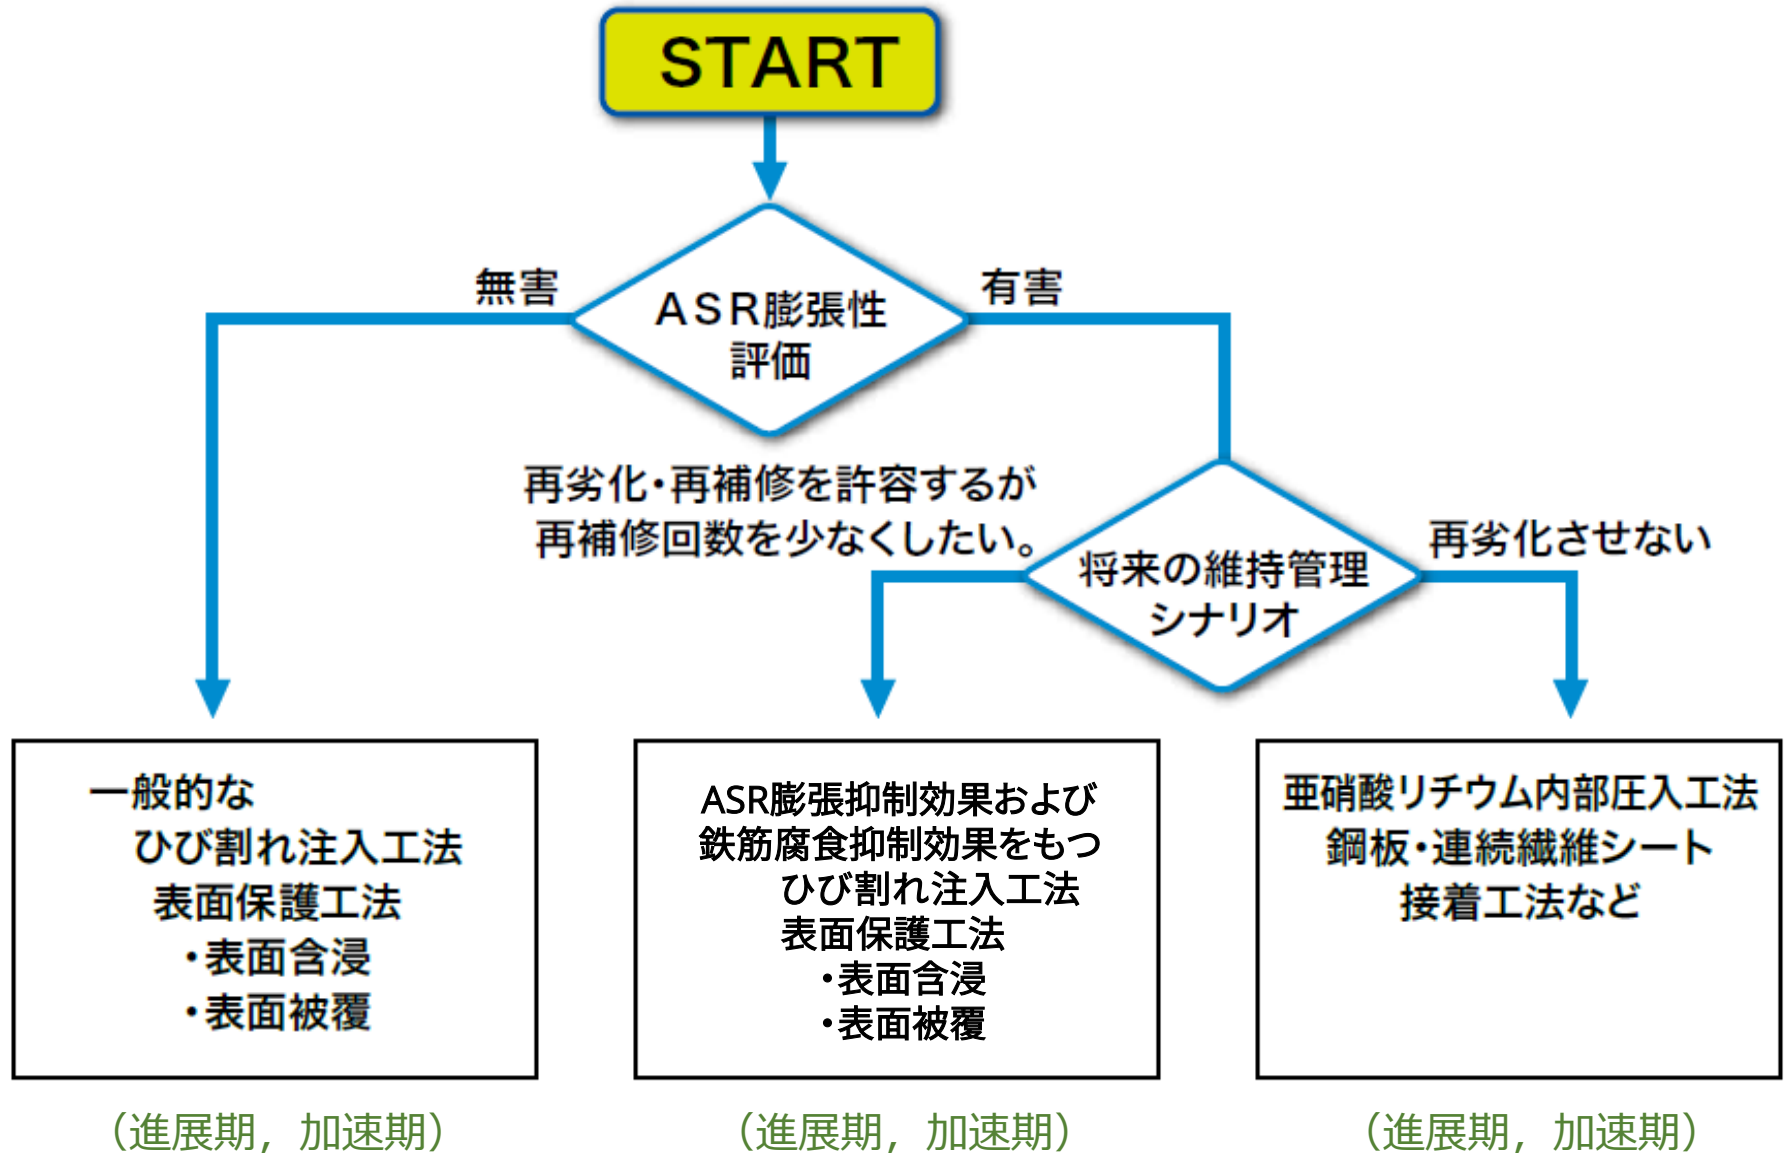 START
無害
ASR膨張性
評価
有害
再劣化・再補修を許容するが
再補修回数を少なくしたい。
将来の維持管理
シナリオ
再劣化させない
一般的な
ひび割れ注入工法
表面保護工法
・表面含浸
・表面被覆
ASR膨張抑制効果および
鉄筋腐食抑制効果をもつ
ひび割れ注入工法
表面保護工法
・表面含浸
・表面被覆
亜硝酸リチウム内部圧入工法
鋼板・連続繊維シート
接着工法など
（進展期，加速期）
（進展期，加速期）
（進展期，加速期）